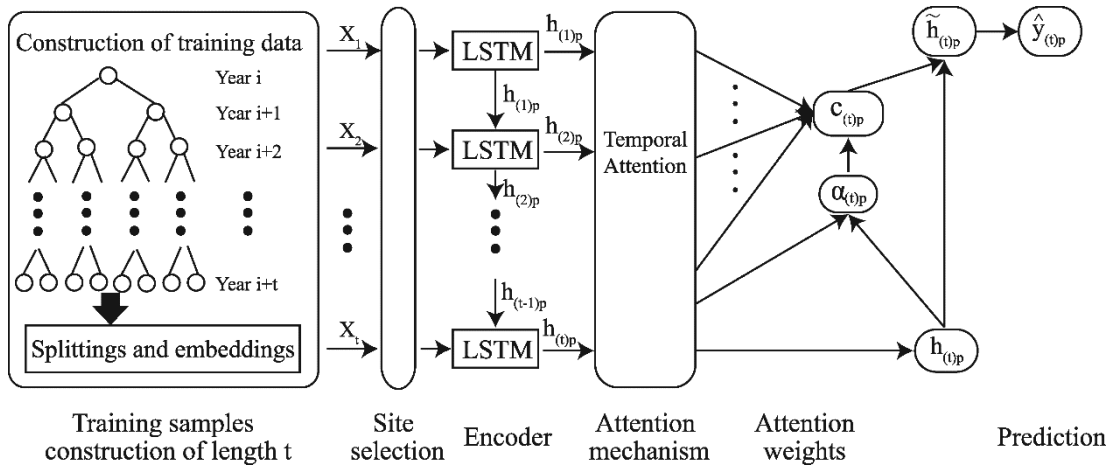 Construction of training data
Year i
Year i+1
Year i+2
Year i+t
Splittings and embeddings
X₁
X₂
Xₜ
LSTM
h₍₁₎ₚ
h₍₁₎ₚ
LSTM
h₍₂₎ₚ
h₍₂₎ₚ
h₍ₜ₋₁₎ₚ
LSTM
h₍ₜ₎ₚ
Temporal
Attention
c₍ₜ₎ₚ
α₍ₜ₎ₚ
h₍ₜ₎ₚ
h̃₍ₜ₎ₚ
ŷ₍ₜ₎ₚ
Training samples
construction of length t
Site
selection
Encoder
Attention
mechanism
Attention
weights
Prediction